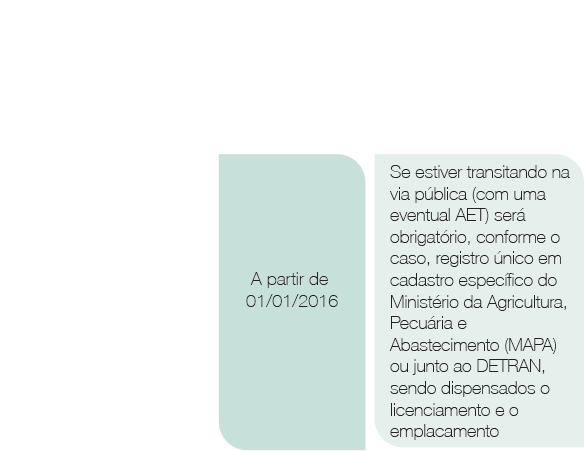 A partir de
01/01/2016
Se estiver transitando na
via pública (com uma
eventual AET) será
obrigatório, conforme o
caso, registro único em
cadastro específico do
Ministério da Agricultura,
Pecuária e
Abastecimento (MAPA)
ou junto ao DETRAN,
sendo dispensados o
licenciamento e o
emplacamento